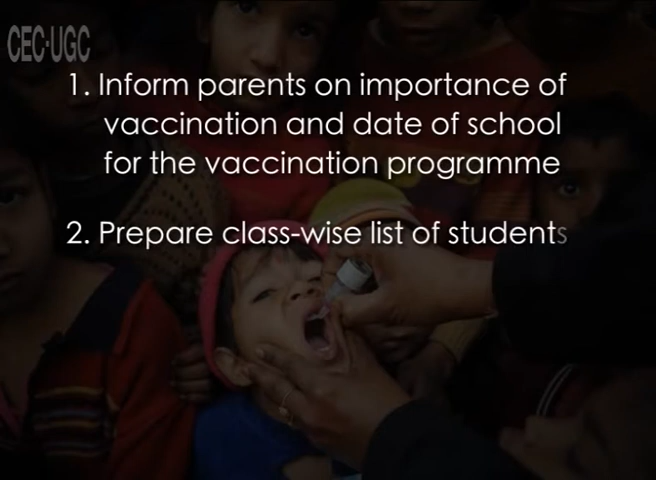 CEC-UGC
1. Inform parents on importance of
vaccination and date of school
for the vaccination programme
2. Prepare class-wise list of students